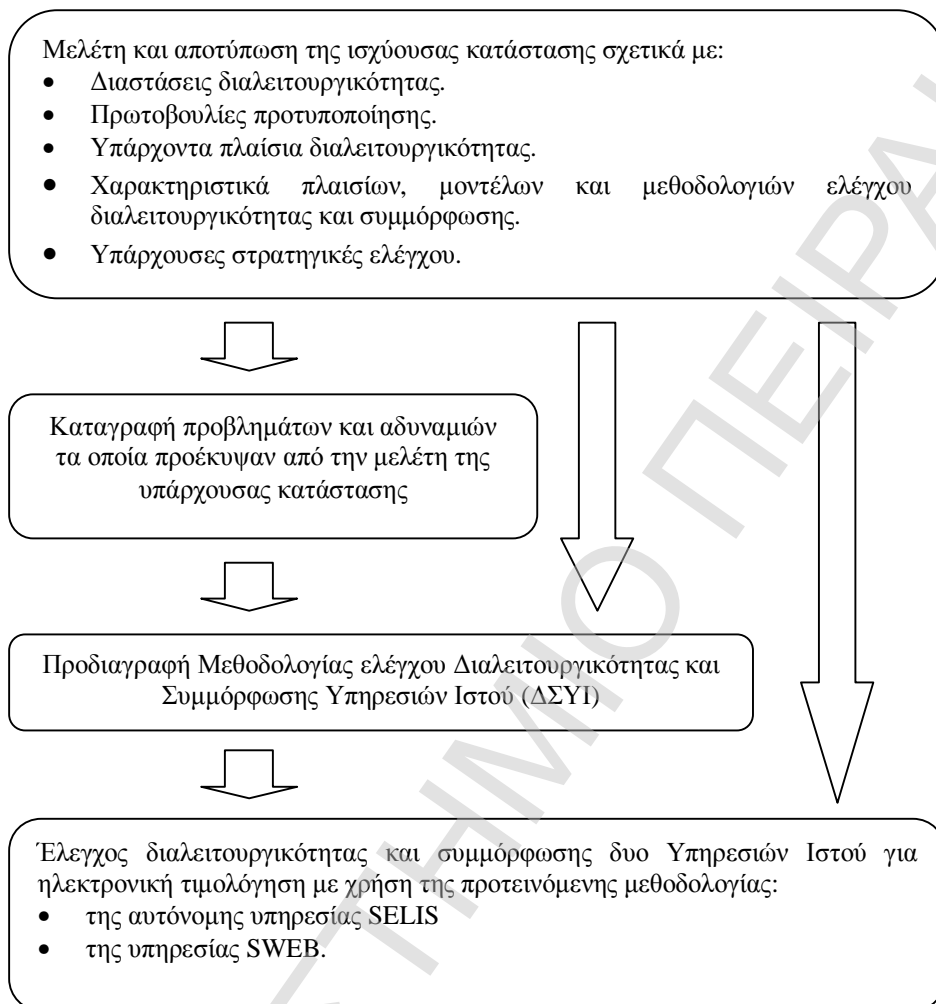 Μελέτη και αποτύπωση της ισχύουσας κατάστασης σχετικά με:
• Διαστάσεις διαλειτουργικότητας.
• Πρωτοβουλίες προτυποποίησης.
• Υπάρχοντα πλαίσια διαλειτουργικότητας.
• Χαρακτηριστικά πλαισίων, μοντέλων και μεθοδολογιών ελέγχου
διαλειτουργικότητας και συμμόρφωσης.
• Υπάρχουσες στρατηγικές ελέγχου.
Καταγραφή προβλημάτων και αδυναμιών
τα οποία προέκυψαν από την μελέτη της
υπάρχουσας κατάστασης
Προδιαγραφή Μεθοδολογίας ελέγχου Διαλειτουργικότητας και
Συμμόρφωσης Υπηρεσιών Ιστού (ΔΣΥΙ)
Έλεγχος διαλειτουργικότητας και συμμόρφωσης δυο Υπηρεσιών Ιστού για
ηλεκτρονική τιμολόγηση με χρήση της προτεινόμενης μεθοδολογίας:
• της αυτόνομης υπηρεσίας SELIS
• της υπηρεσίας SWEB.